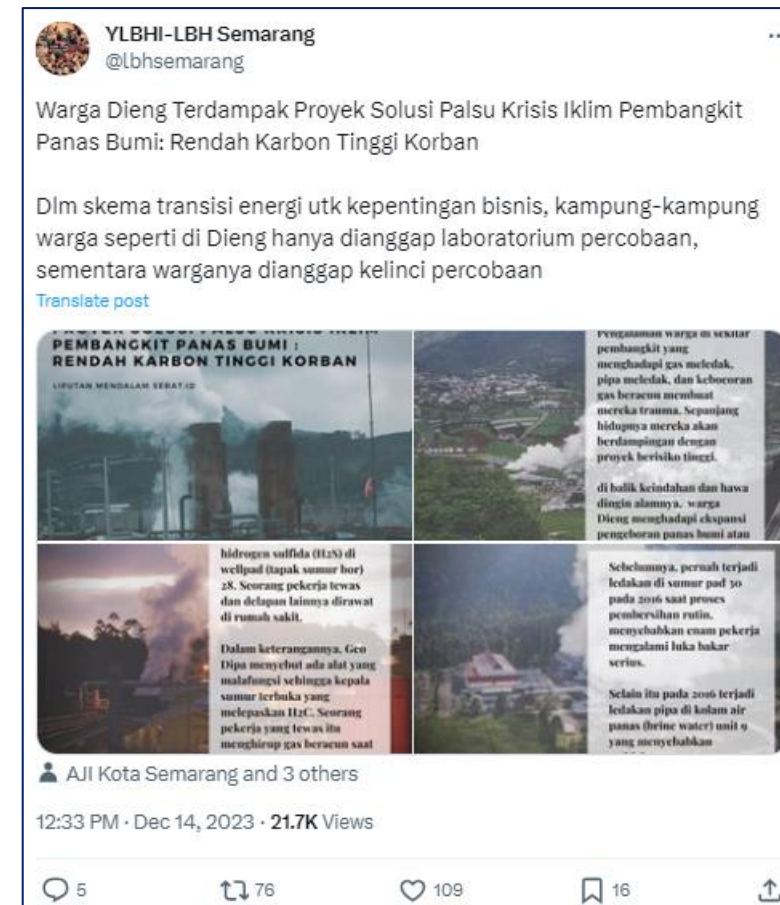 YLBHI-LBH Semarang
@lbhsemarang
Warga Dieng Terdampak Proyek Solusi Palsu Krisis Iklim Pembangkit
Panas Bumi: Rendah Karbon Tinggi Korban
Dlm skema transisi energi utk kepentingan bisnis, kampung-kampung
warga seperti di Dieng hanya dianggap laboratorium percobaan,
sementara warganya dianggap kelinci percobaan
Translate post
PROYEK SOLUSI PALSU KRISIS IKLIM
PEMBANGKIT PANAS BUMI :
RENDAH KARBON TINGGI KORBAN
LIPUTAN MENDALAM SERAT.ID
Pengalaman warga di sekitar
pembangkit yang
menghadapi gas meledak,
pipa meledak, dan kebocoran
gas beracun membuat
mereka trauma. Sepanjang
hidupnya mereka akan
berdampingan dengan
proyek berisiko tinggi.
di balik keindahan dan hawa
dingin alamnya, warga
Dieng menghadapi ekspansi
pengeboran panas bumi atau
hidrogen sulfida (H2S) di
wellpad (tapak sumur bor)
28. Seorang pekerja tewas
dan delapan lainnya dirawat
di rumah sakit.
Dalam keterangannya, Geo
Dipa menyebut ada alat yang
malafungsi sehingga kepala
sumur terbuka yang
melepaskan H2C. Seorang
pekerja yang tewas itu
menghirup gas beracun saat
Sebelumnya, pernah terjadi
ledakan di sumur pad 30
pada 2016 saat proses
pembersihan rutin,
menyebabkan enam pekerja
mengalami luka bakar
serius.
Selain itu pada 2016 terjadi
ledakan pipa di kolam air
panas (brine water) unit 9
yang menyebabkan
AJI Kota Semarang and 3 others
12:33 PM · Dec 14, 2023 · 21.7K Views
5 76 109 16